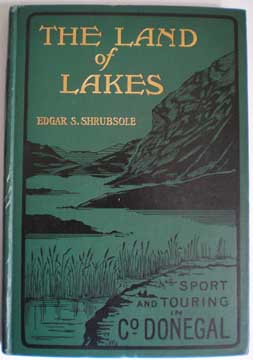 THE LAND
of
LAKES
EDGAR S. SHRUBSOLE
SPORT
AND TOURING
IN
Co DONEGAL